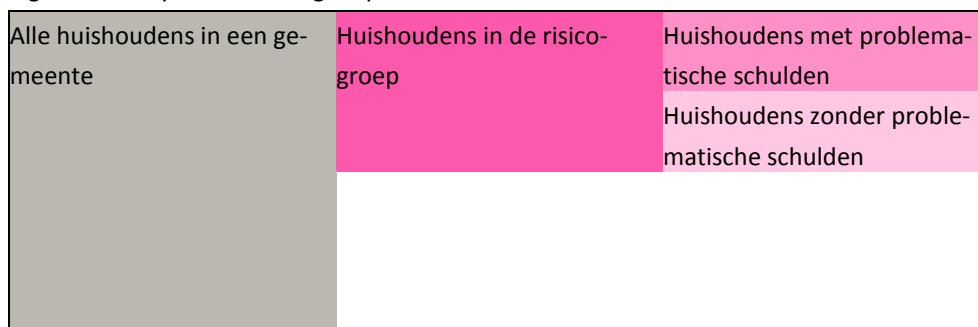 Alle huishoudens in een ge-
meente
Huishoudens in de risico-
groep
Huishoudens met problema-
tische schulden
Huishoudens zonder proble-
matische schulden